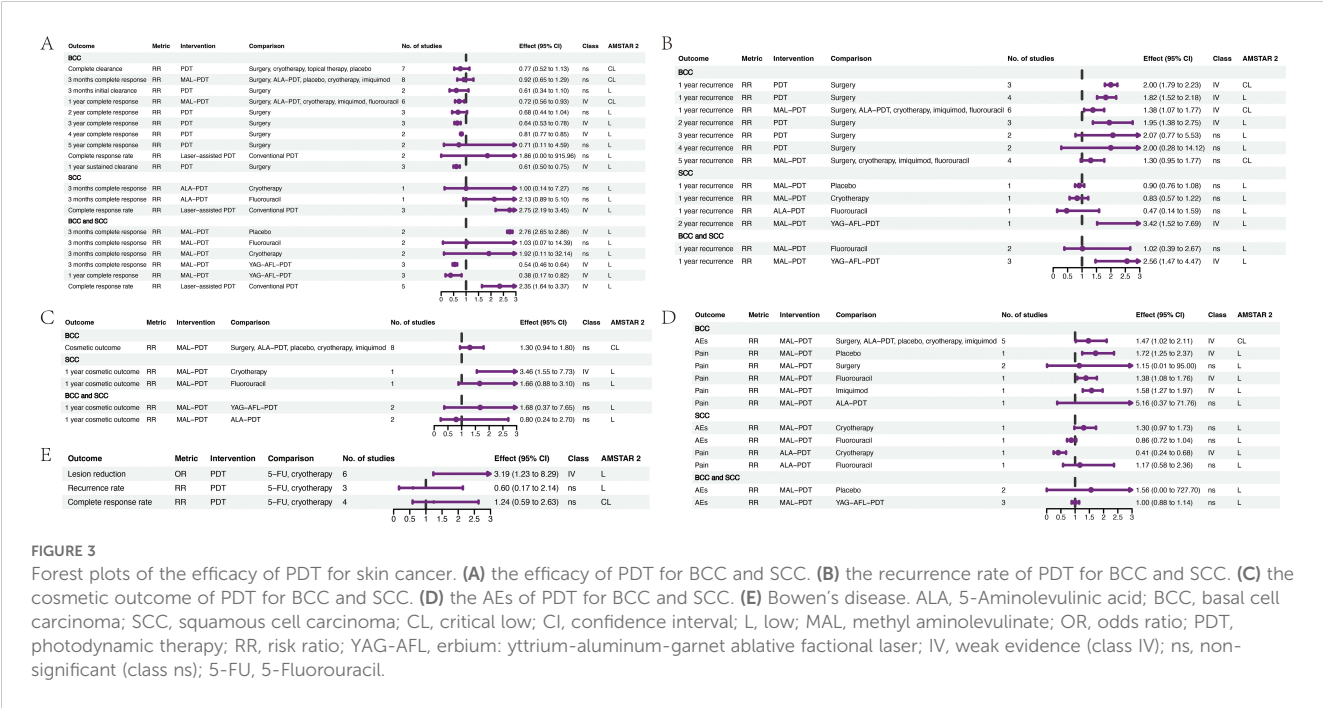 A
Outcome Metric Intervention Comparison No. of studies Effect (95% CI) Class AMSTAR 2
BCC
Complete clearance RR PDT Surgery, cryotherapy, topical therapy, placebo 7 0.77 (0.52 to 1.13) ns CL
3 months complete response RR MAL−PDT Surgery, ALA−PDT, placebo, cryotherapy, imiquimod 8 0.92 (0.65 to 1.29) ns CL
3 months initial clearance RR PDT Surgery 2 0.61 (0.34 to 1.10) ns L
1 year complete response RR MAL−PDT Surgery, ALA−PDT, cryotherapy, imiquimod, fluorouracil 6 0.72 (0.56 to 0.93) IV CL
2 year complete response RR PDT Surgery 2 0.68 (0.44 to 1.04) ns L
3 year complete response RR PDT Surgery 3 0.64 (0.53 to 0.78) IV L
4 year complete response RR PDT Surgery 2 0.81 (0.77 to 0.85) IV L
5 year complete response RR PDT Surgery 2 0.71 (0.11 to 4.59) ns L
Complete response rate RR Laser−assisted PDT Conventional PDT 2 1.86 (0.00 to 915.96) ns L
1 year sustained clearance RR PDT Surgery 2 0.61 (0.50 to 0.75) IV L
SCC
3 months complete response RR ALA−PDT Cryotherapy 1 1.00 (0.14 to 7.27) ns L
3 months complete response RR ALA−PDT Fluorouracil 1 2.13 (0.89 to 5.10) ns L
Complete response rate RR Laser−assisted PDT Conventional PDT 3 2.75 (2.19 to 3.45) IV L
BCC and SCC
3 months complete response RR MAL−PDT Placebo 2 2.76 (2.65 to 2.86) IV L
3 months complete response RR MAL−PDT Fluorouracil 2 1.03 (0.07 to 14.39) ns L
3 months complete response RR MAL−PDT Cryotherapy 2 1.92 (0.11 to 32.14) ns L
3 months complete response RR MAL−PDT YAG−AFL−PDT 3 0.54 (0.46 to 0.64) IV L
1 year complete response RR MAL−PDT YAG−AFL−PDT 3 0.38 (0.17 to 0.82) IV L
Complete response rate RR Laser−assisted PDT Conventional PDT 5 2.35 (1.64 to 3.37) IV L
0 0.5 1 1.5 2 2.5 3
B
Outcome Metric Intervention Comparison No. of studies Effect (95% CI) Class AMSTAR 2
BCC
1 year recurrence RR PDT Surgery 3 2.00 (1.79 to 2.23) IV CL
1 year recurrence RR PDT Surgery 4 1.82 (1.52 to 2.18) IV L
1 year recurrence RR MAL−PDT Surgery, ALA−PDT, cryotherapy, imiquimod, fluorouracil 6 1.38 (1.07 to 1.77) IV CL
2 year recurrence RR PDT Surgery 3 1.95 (1.38 to 2.75) IV L
3 year recurrence RR PDT Surgery 2 2.07 (0.77 to 5.53) ns L
4 year recurrence RR PDT Surgery 2 2.00 (0.28 to 14.12) ns L
5 year recurrence RR MAL−PDT Surgery, cryotherapy, imiquimod, fluorouracil 4 1.30 (0.95 to 1.77) ns CL
SCC
1 year recurrence RR MAL−PDT Placebo 1 0.90 (0.76 to 1.08) ns L
1 year recurrence RR MAL−PDT Cryotherapy 1 0.83 (0.57 to 1.22) ns L
1 year recurrence RR ALA−PDT Fluorouracil 1 0.47 (0.14 to 1.59) ns L
2 year recurrence RR MAL−PDT YAG−AFL−PDT 1 3.42 (1.52 to 7.69) IV L
BCC and SCC
1 year recurrence RR MAL−PDT Fluorouracil 2 1.02 (0.39 to 2.67) ns L
1 year recurrence RR MAL−PDT YAG−AFL−PDT 3 2.56 (1.47 to 4.47) IV L
0 0.5 1 1.5 2 2.5 3
C
Outcome Metric Intervention Comparison No. of studies Effect (95% CI) Class AMSTAR 2
BCC
Cosmetic outcome RR MAL−PDT Surgery, ALA−PDT, placebo, cryotherapy, imiquimod 8 1.30 (0.94 to 1.80) ns CL
SCC
1 year cosmetic outcome RR MAL−PDT Cryotherapy 1 3.46 (1.55 to 7.73) IV L
1 year cosmetic outcome RR MAL−PDT Fluorouracil 1 1.66 (0.88 to 3.10) ns L
BCC and SCC
1 year cosmetic outcome RR MAL−PDT YAG−AFL−PDT 2 1.68 (0.37 to 7.65) ns L
1 year cosmetic outcome RR MAL−PDT ALA−PDT 2 0.80 (0.24 to 2.70) ns L
0 0.5 1 1.5 2 2.5 3
D
Outcome Metric Intervention Comparison No. of studies Effect (95% CI) Class AMSTAR 2
BCC
AEs RR MAL−PDT Surgery, ALA−PDT, placebo, cryotherapy, imiquimod 5 1.47 (1.02 to 2.11) IV CL
Pain RR MAL−PDT Placebo 1 1.72 (1.25 to 2.37) IV L
Pain RR MAL−PDT Surgery 2 1.15 (0.01 to 95.00) ns L
Pain RR MAL−PDT Fluorouracil 1 1.38 (1.08 to 1.76) IV L
Pain RR MAL−PDT Imiquimod 1 1.58 (1.27 to 1.97) IV L
Pain RR MAL−PDT ALA−PDT 1 5.16 (0.37 to 71.76) ns L
SCC
AEs RR MAL−PDT Cryotherapy 1 1.30 (0.97 to 1.73) ns L
AEs RR MAL−PDT Fluorouracil 1 0.86 (0.72 to 1.04) ns L
Pain RR ALA−PDT Cryotherapy 1 0.41 (0.24 to 0.68) IV L
Pain RR ALA−PDT Fluorouracil 1 1.17 (0.58 to 2.36) ns L
BCC and SCC
AEs RR MAL−PDT Placebo 2 1.56 (0.00 to 727.70) ns L
AEs RR MAL−PDT YAG−AFL−PDT 3 1.00 (0.88 to 1.14) ns L
0 0.5 1 1.5 2 2.5 3
E
Outcome Metric Intervention Comparison No. of studies Effect (95% CI) Class AMSTAR 2
Lesion reduction OR PDT 5−FU, cryotherapy 6 3.19 (1.23 to 8.29) IV L
Recurrence rate RR PDT 5−FU, cryotherapy 3 0.60 (0.17 to 2.14) ns L
Complete response rate RR PDT 5−FU, cryotherapy 4 1.24 (0.59 to 2.63) ns CL
0 0.5 1 1.5 2 2.5 3
FIGURE 3
Forest plots of the efficacy of PDT for skin cancer. (A) the efficacy of PDT for BCC and SCC. (B) the recurrence rate of PDT for BCC and SCC. (C) the
cosmetic outcome of PDT for BCC and SCC. (D) the AEs of PDT for BCC and SCC. (E) Bowen's disease. ALA, 5-Aminolevulinic acid; BCC, basal cell
carcinoma; SCC, squamous cell carcinoma; CL, critical low; CI, confidence interval; L, low; MAL, methyl aminolevulinate; OR, odds ratio; PDT,
photodynamic therapy; RR, risk ratio; YAG-AFL, erbium: yttrium-aluminum-garnet ablative factional laser; IV, weak evidence (class IV); ns, non-
significant (class ns); 5-FU, 5-Fluorouracil.